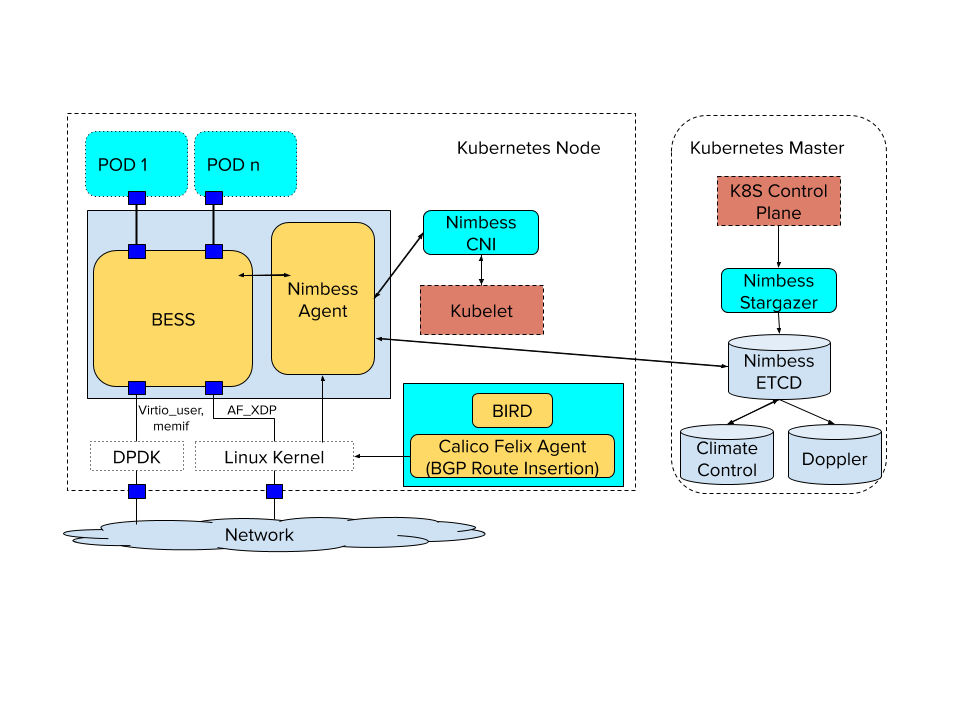 Kubernetes Node
POD 1
POD n
Nimbess
CNI
Nimbess
Agent
BESS
Kubelet
Virtio_user,
memif
AF_XDP
BIRD
Calico Felix Agent
(BGP Route Insertion)
DPDK
Linux Kernel
Network
Kubernetes Master
K8S Control
Plane
Nimbess
Stargazer
Nimbess
ETCD
Climate
Control
Doppler